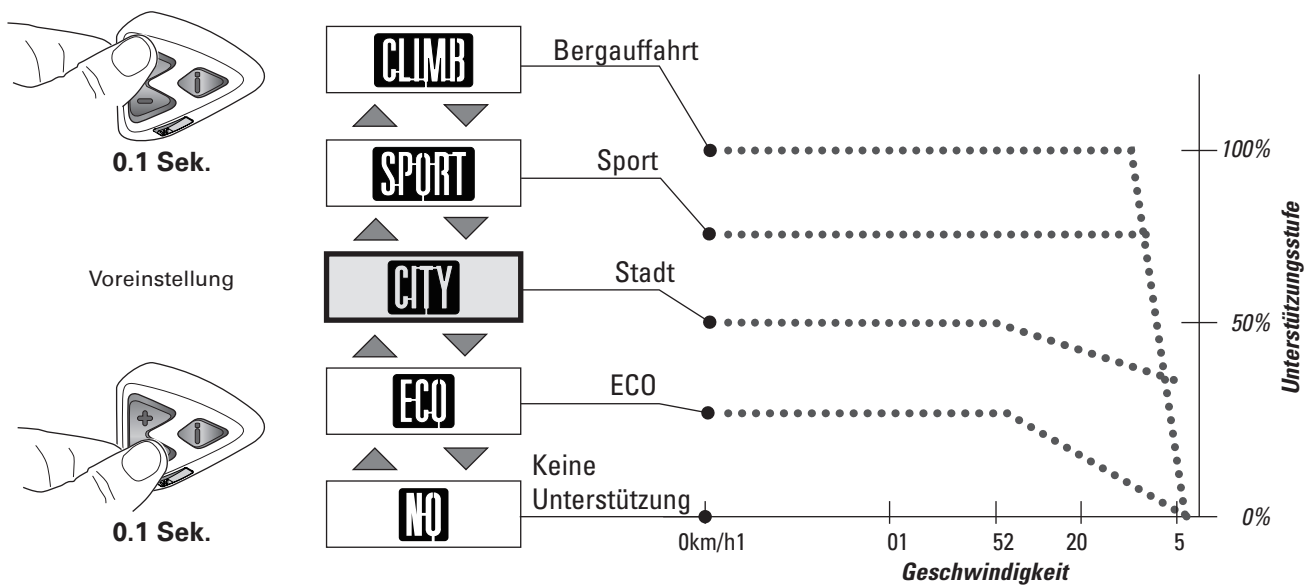 CLIMB
Bergauffahrt
0.1 Sek.
SPORT
Sport
100%
Voreinstellung
CITY
Stadt
50%
Unterstützungsstufe
ECO
ECO
i
+
i
0.1 Sek.
NO
Keine
Unterstützung
0%
0km/h1 01 52 20 5
Geschwindigkeit